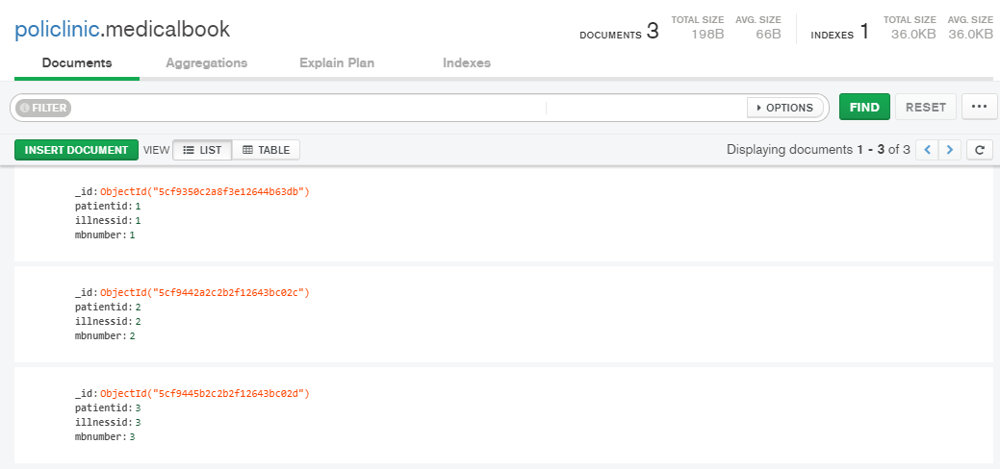 policlinic.medicalbook
DOCUMENTS 3 TOTAL SIZE 198B AVG. SIZE 66B INDEXES 1 TOTAL SIZE 36.0KB AVG. SIZE 36.0KB
Documents Aggregations Explain Plan Indexes
FILTER OPTIONS FIND RESET ...
INSERT DOCUMENT VIEW LIST TABLE Displaying documents 1 - 3 of 3
_id: ObjectId("5cf9350c2a8f3e12644b63db")
patientid: 1
illnessid: 1
mbnumber: 1
_id: ObjectId("5cf9442a2c2b2f12643bc02c")
patientid: 2
illnessid: 2
mbnumber: 2
_id: ObjectId("5cf9445b2c2b2f12643bc02d")
patientid: 3
illnessid: 3
mbnumber: 3